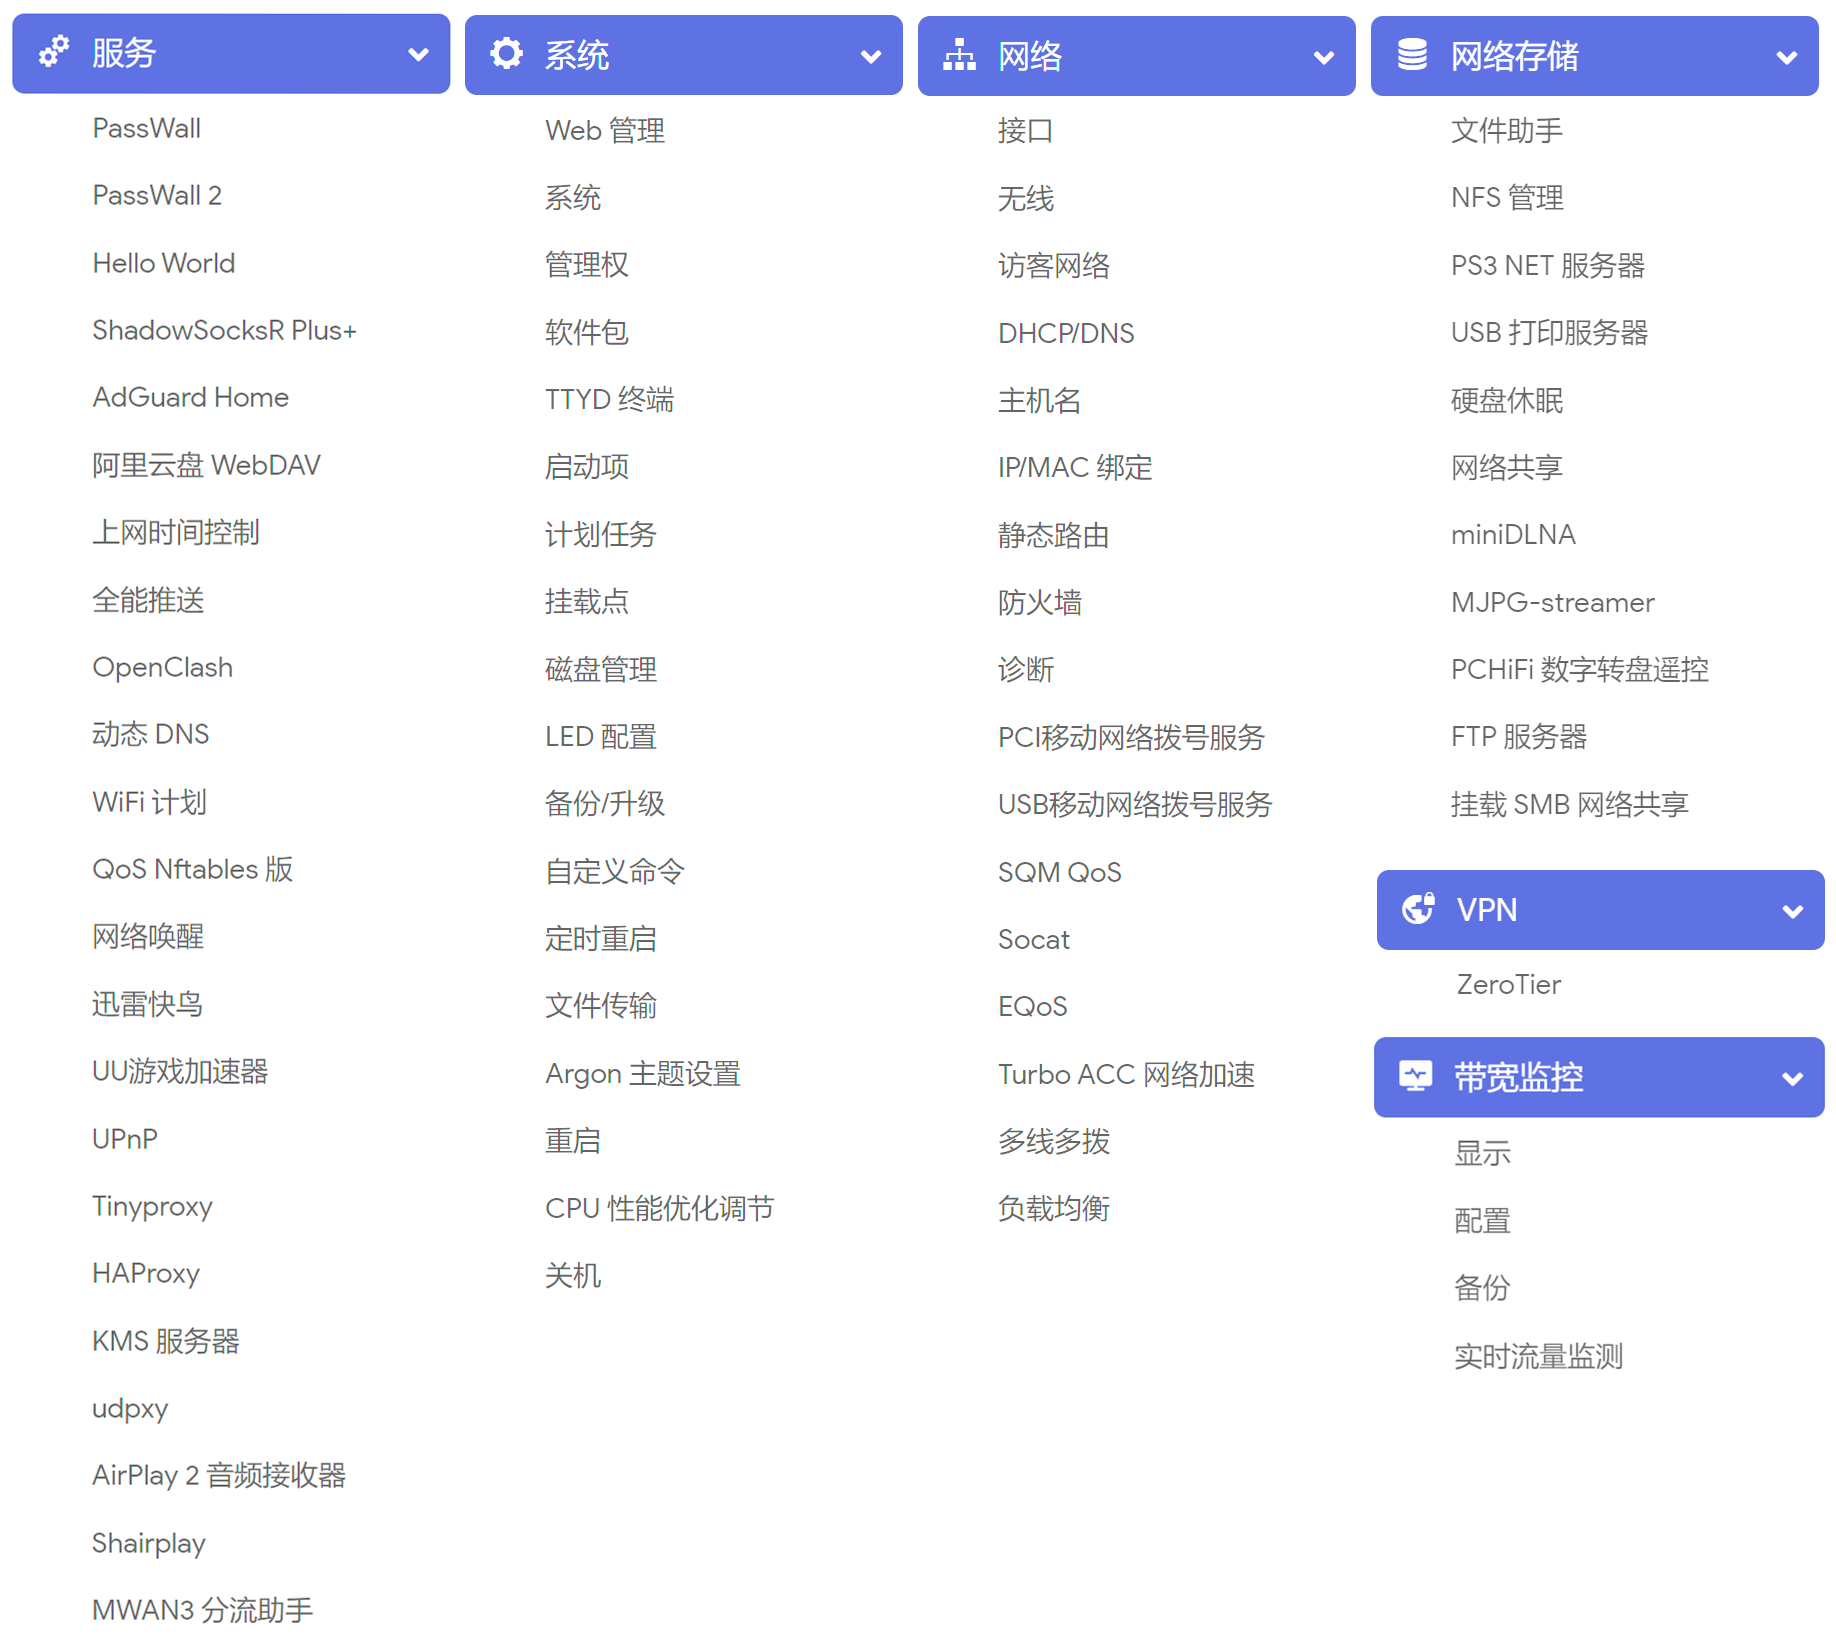 服务
PassWall
PassWall 2
Hello World
ShadowSocksR Plus+
AdGuard Home
阿里云盘 WebDAV
上网时间控制
全能推送
OpenClash
动态 DNS
WiFi 计划
QoS Nftables 版
网络唤醒
迅雷快鸟
UU游戏加速器
UPnP
Tinyproxy
HAProxy
KMS 服务器
udpxy
AirPlay 2 音频接收器
Shairplay
MWAN3 分流助手
系统
Web 管理
系统
管理权
软件包
TTYD 终端
启动项
计划任务
挂载点
磁盘管理
LED 配置
备份/升级
自定义命令
定时重启
文件传输
Argon 主题设置
重启
CPU 性能优化调节
关机
网络
接口
无线
访客网络
DHCP/DNS
主机名
IP/MAC 绑定
静态路由
防火墙
诊断
PCI移动网络拨号服务
USB移动网络拨号服务
SQM QoS
Socat
EQoS
Turbo ACC 网络加速
多线多拨
负载均衡
网络存储
文件助手
NFS 管理
PS3 NET 服务器
USB 打印服务器
硬盘休眠
网络共享
miniDLNA
MJPG-streamer
PCHiFi 数字转盘遥控
FTP 服务器
挂载 SMB 网络共享
VPN
ZeroTier
带宽监控
显示
配置
备份
实时流量监测